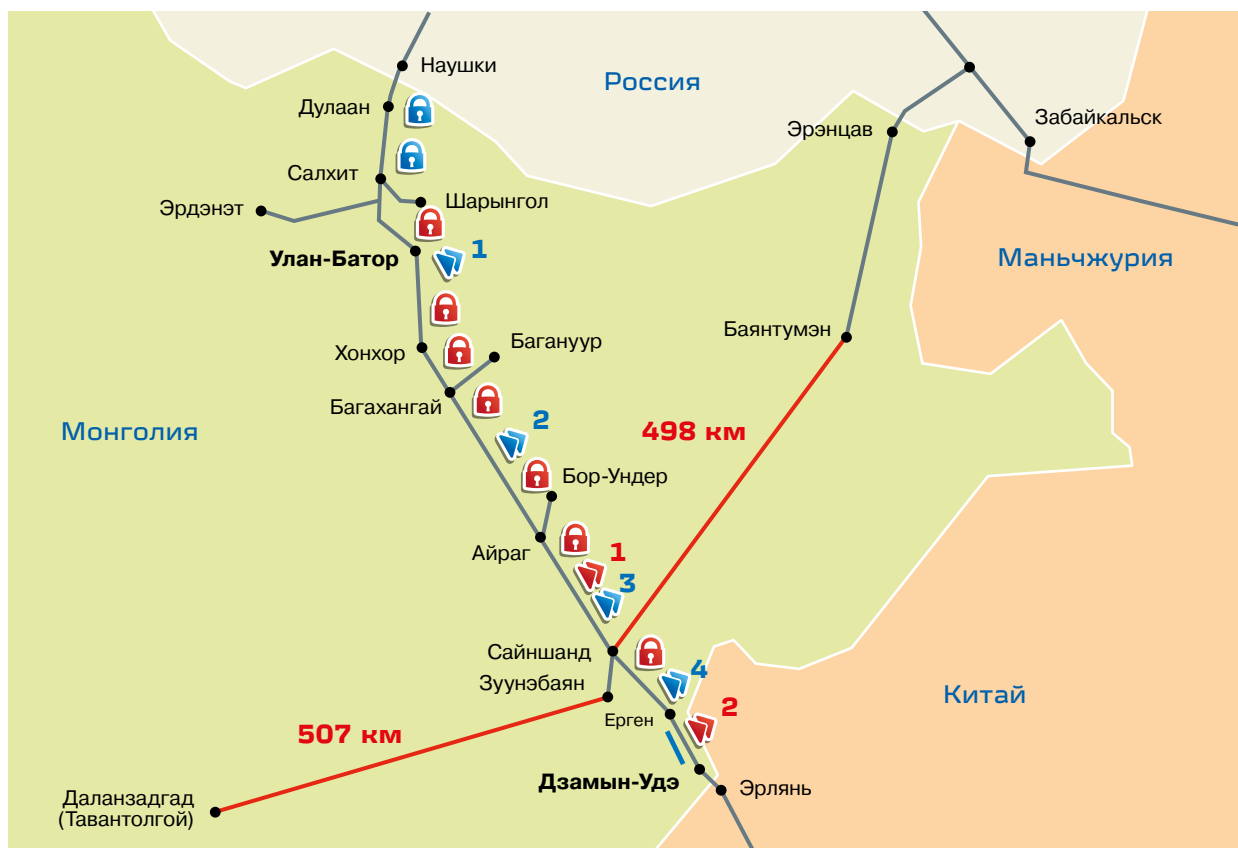 Наушки
Россия
Дулаан
Забайкальск
Эрэнцав
Салхит
Шарынгол
Эрдэнэт
1
Улан-Батор
Маньчжурия
Баянтумэн
Багануур
Хонхор
Багахангай
2
498 км
Монголия
Бор-Ундер
Айраг
1
3
Сайншанд
4
Зуунэбаян
Китай
2
Ерген
507 км
Дзамын-Удэ
Эрлянь
Даланзадгад
(Тавантолгой)